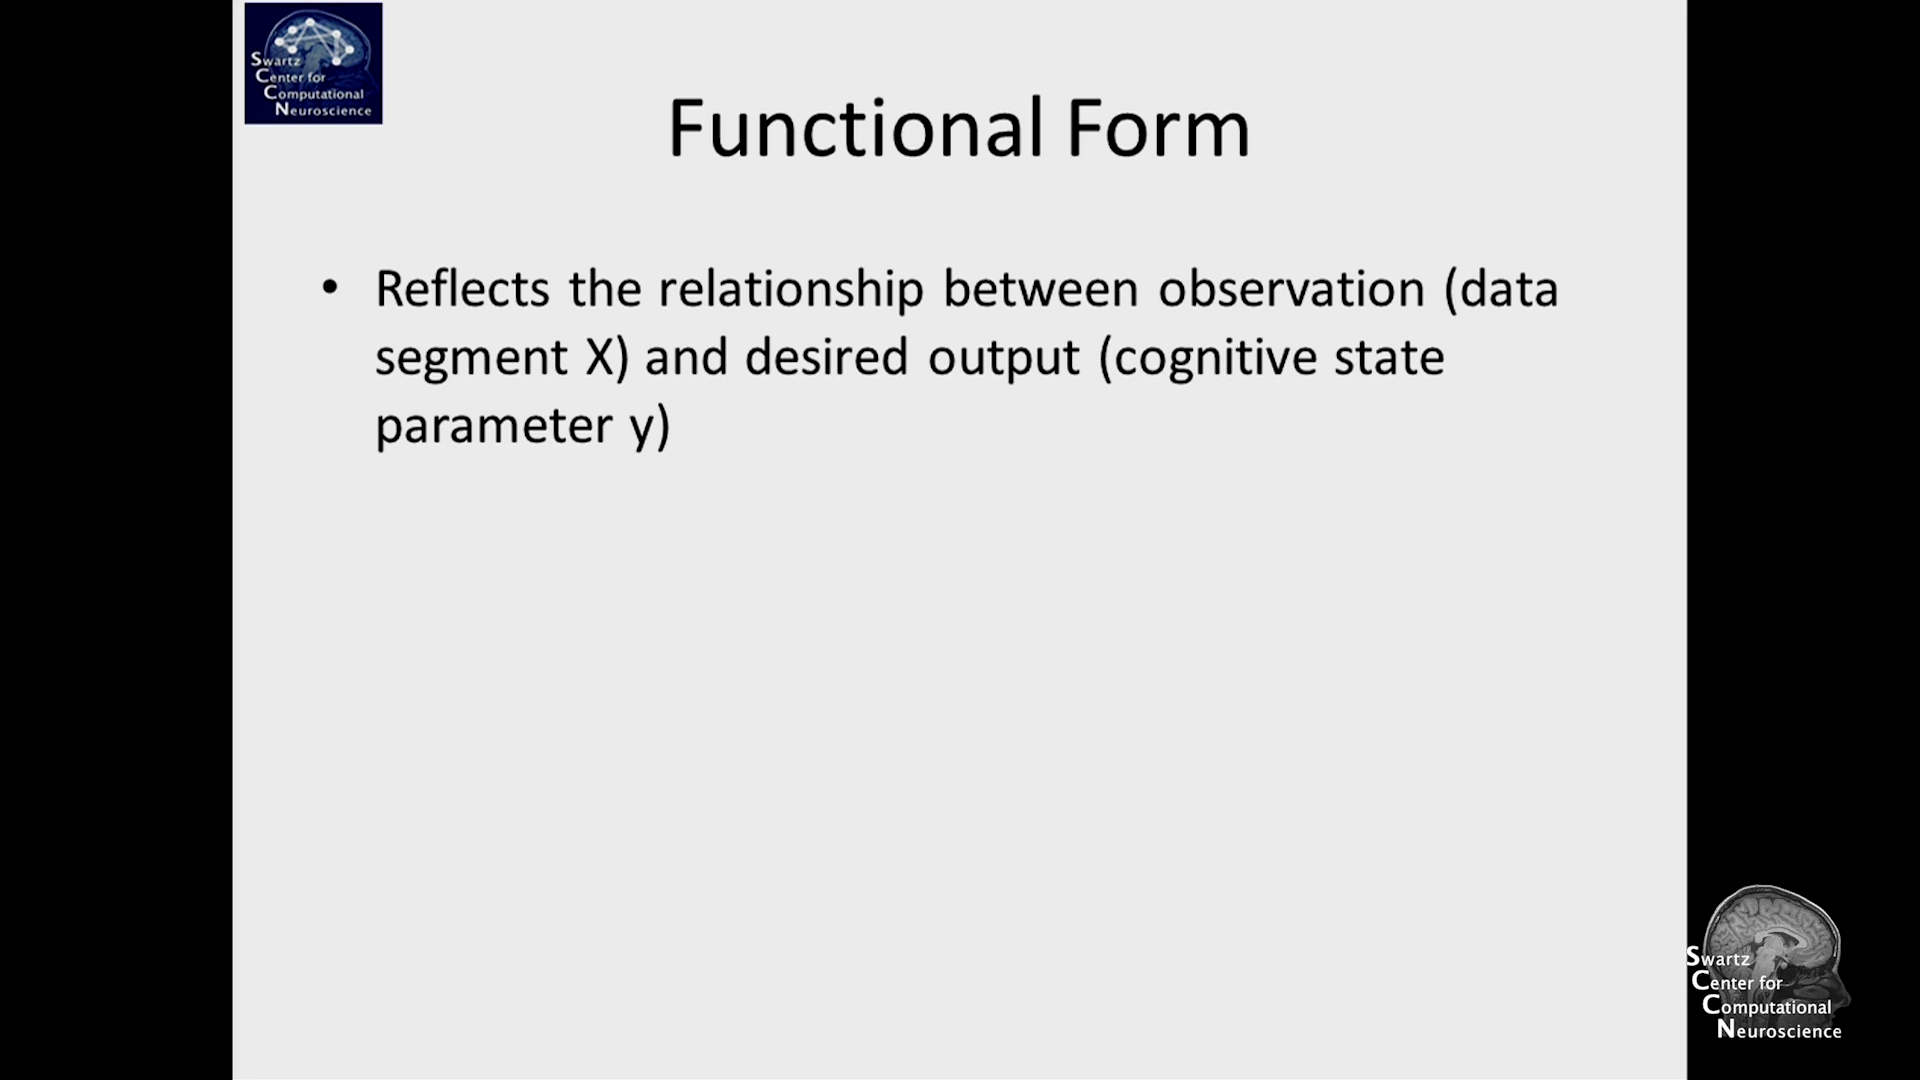 Swartz
Center for
Computational
Neuroscience
Functional Form
• Reflects the relationship between observation (data
segment X) and desired output (cognitive state
parameter y)
Swartz
Center for
Computational
Neuroscience